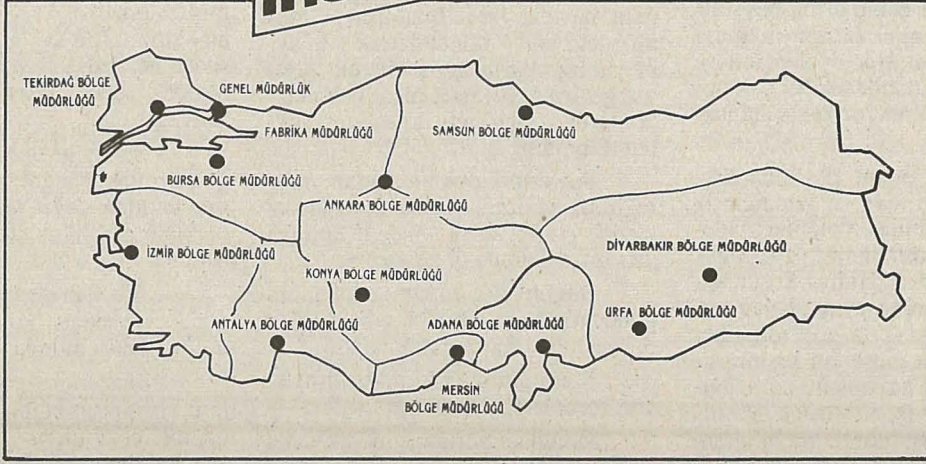 TEKİRDAĞ BÖLGE
MÜDÜRLÜĞÜ
GENEL MÜDÜRLÜK
FABRİKA MÜDÜRLÜĞÜ
SAMSUN BÖLGE MÜDÜRLÜĞÜ
BURSA BÖLGE MÜDÜRLÜĞÜ
ANKARA BÖLGE MÜDÜRLÜĞÜ
İZMİR BÖLGE MÜDÜRLÜĞÜ
DİYARBAKIR BÖLGE MÜDÜRLÜĞÜ
KONYA BÖLGE MÜDÜRLÜĞÜ
URFA BÖLGE MÜDÜRLÜĞÜ
ANTALYA BÖLGE MÜDÜRLÜĞÜ
ADANA BÖLGE MÜDÜRLÜĞÜ
MERSİN
BÖLGE MÜDÜRLÜĞÜ